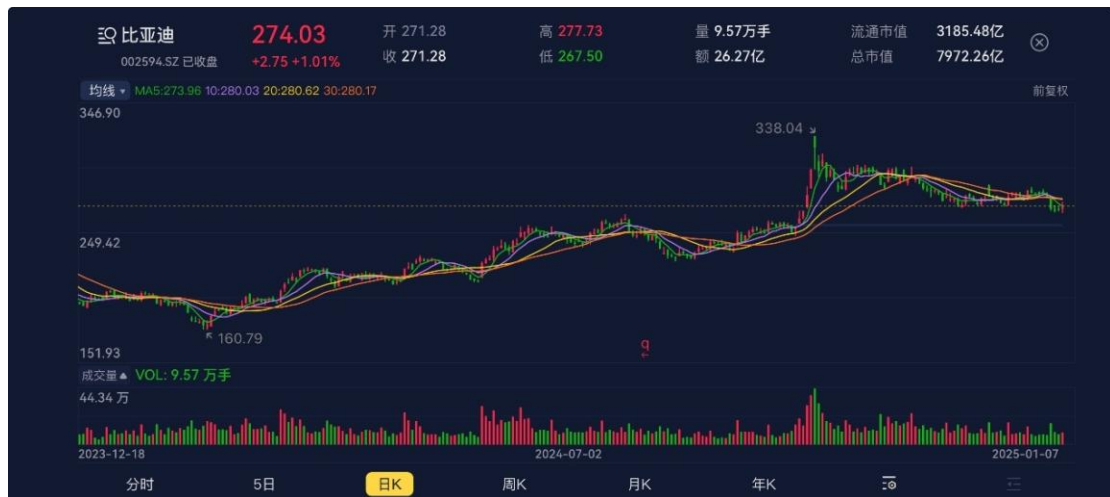 比亚迪 274.03 开 271.28 高 277.73 量 9.57万手 流通市值 3185.48亿
002594.SZ 已收盘 +2.75 +1.01% 收 271.28 低 267.50 额 26.27亿 总市值 7972.26亿
均线 MA5:273.96 10:280.03 20:280.62 30:280.17 前复权
346.90
338.04
249.42
160.79
q
151.93
成交量 VOL: 9.57 万手
44.34 万
2023-12-18 2024-07-02 2025-01-07
分时 5日 日K 周K 月K 年K